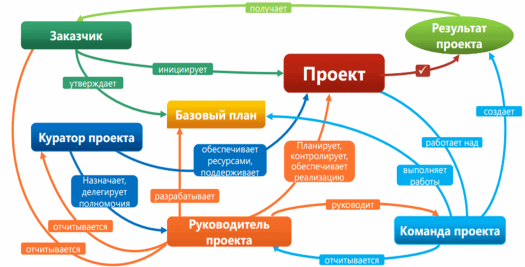 получает
Заказчик
Результат
проекта
инициирует
Проект
утверждает
Базовый план
создает
Куратор проекта
обеспечивает
ресурсами,
поддерживает
Планирует,
контролирует,
обеспечивает
реализацию
работает над
выполняет
работы
Назначает,
делегирует
полномочия
разрабатывает
отчитывается
руководит
Руководитель
проекта
Команда проекта
отчитывается
отчитывается